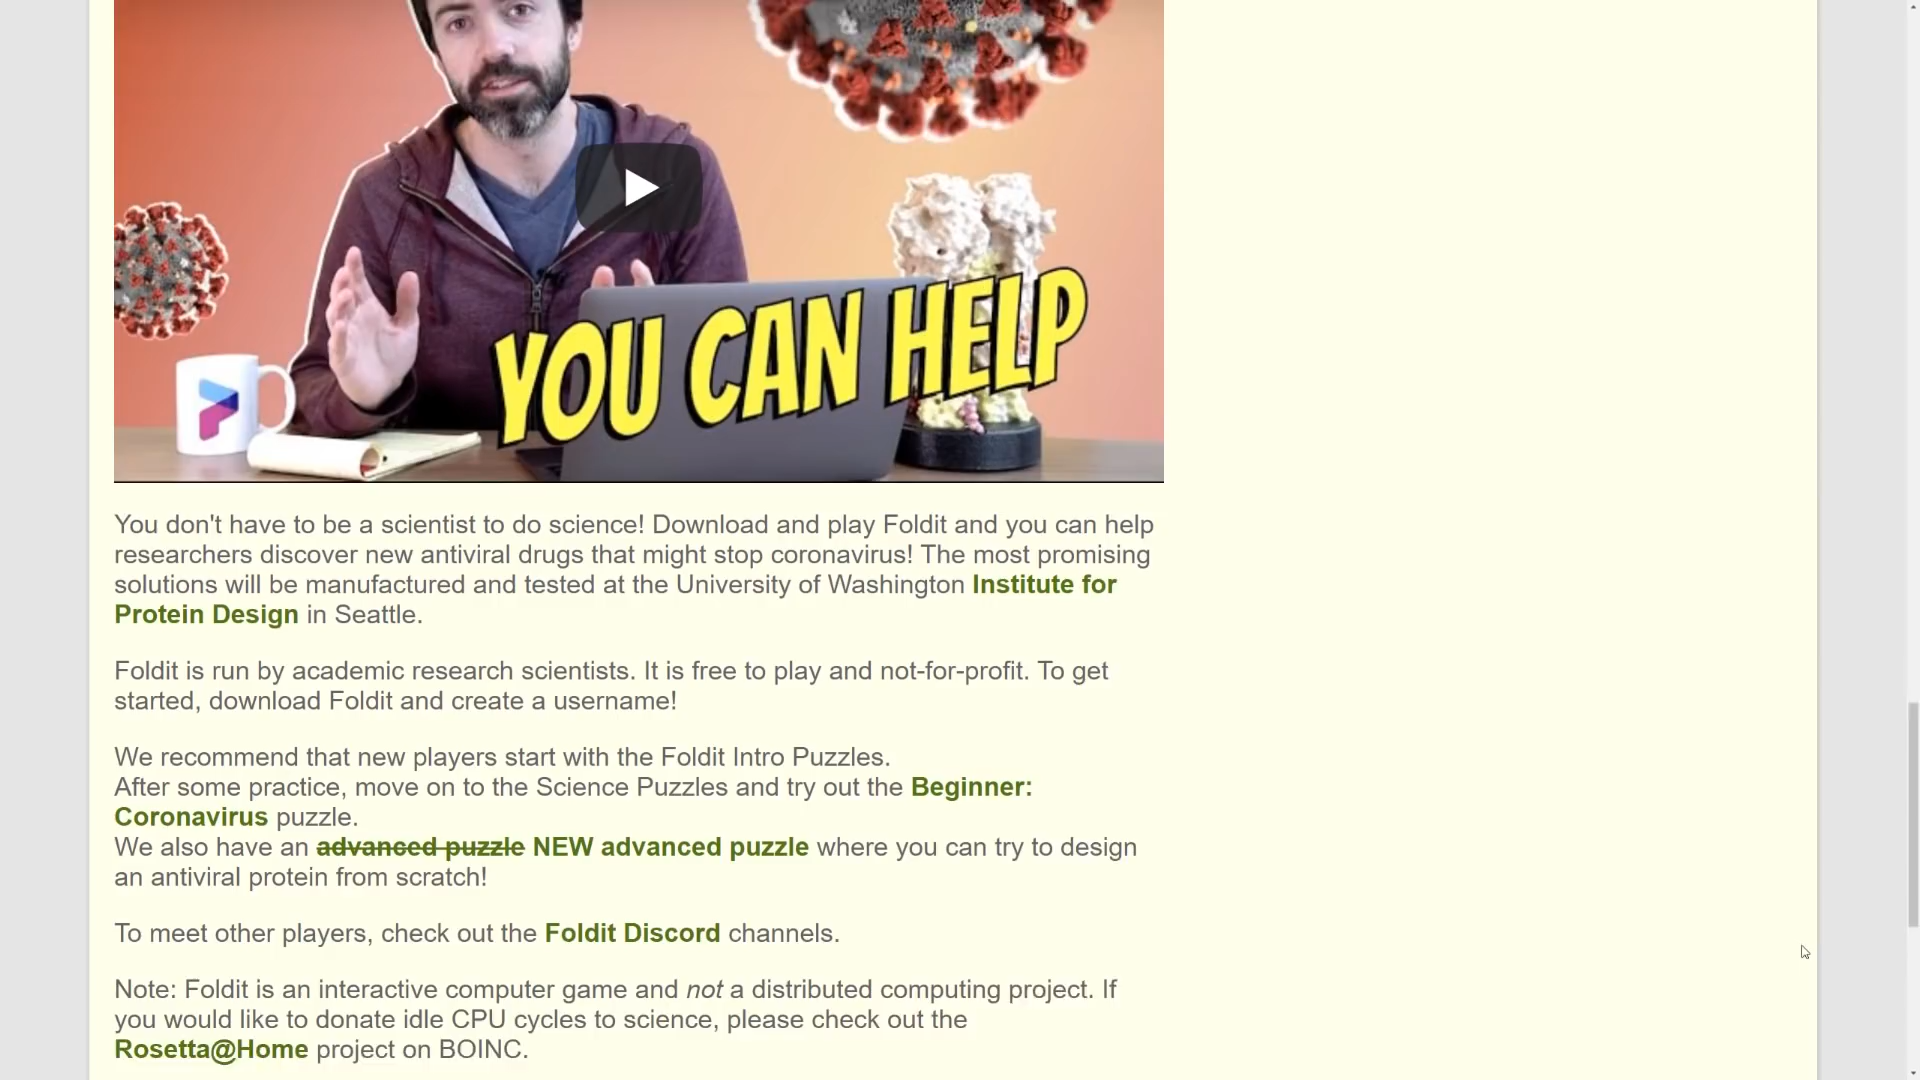 YOU CAN HELP
You don't have to be a scientist to do science! Download and play Foldit and you can help
researchers discover new antiviral drugs that might stop coronavirus! The most promising
solutions will be manufactured and tested at the University of Washington Institute for
Protein Design in Seattle.
Foldit is run by academic research scientists. It is free to play and not-for-profit. To get
started, download Foldit and create a username!
We recommend that new players start with the Foldit Intro Puzzles.
After some practice, move on to the Science Puzzles and try out the Beginner:
Coronavirus puzzle.
We also have an advanced puzzle NEW advanced puzzle where you can try to design
an antiviral protein from scratch!
To meet other players, check out the Foldit Discord channels.
Note: Foldit is an interactive computer game and not a distributed computing project. If
you would like to donate idle CPU cycles to science, please check out the
Rosetta@Home project on BOINC.